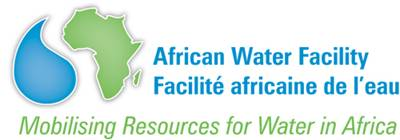 African Water Facility
Facilité africaine de l'eau
Mobilising Resources for Water in Africa